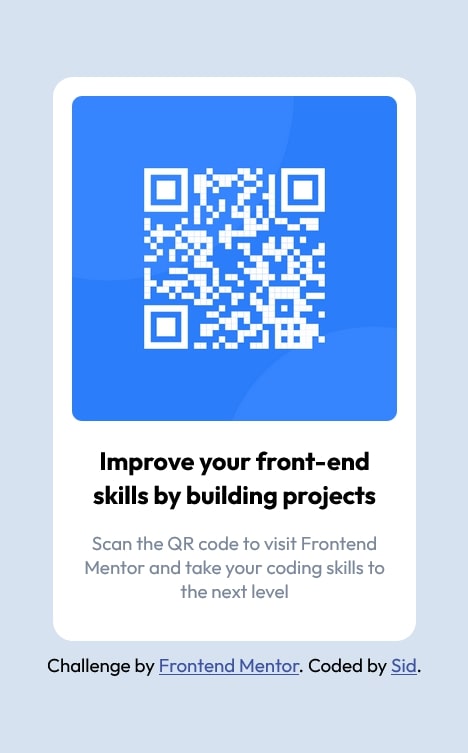 Improve your front-end
skills by building projects
Scan the QR code to visit Frontend
Mentor and take your coding skills to
the next level
Challenge by Frontend Mentor. Coded by Sid.